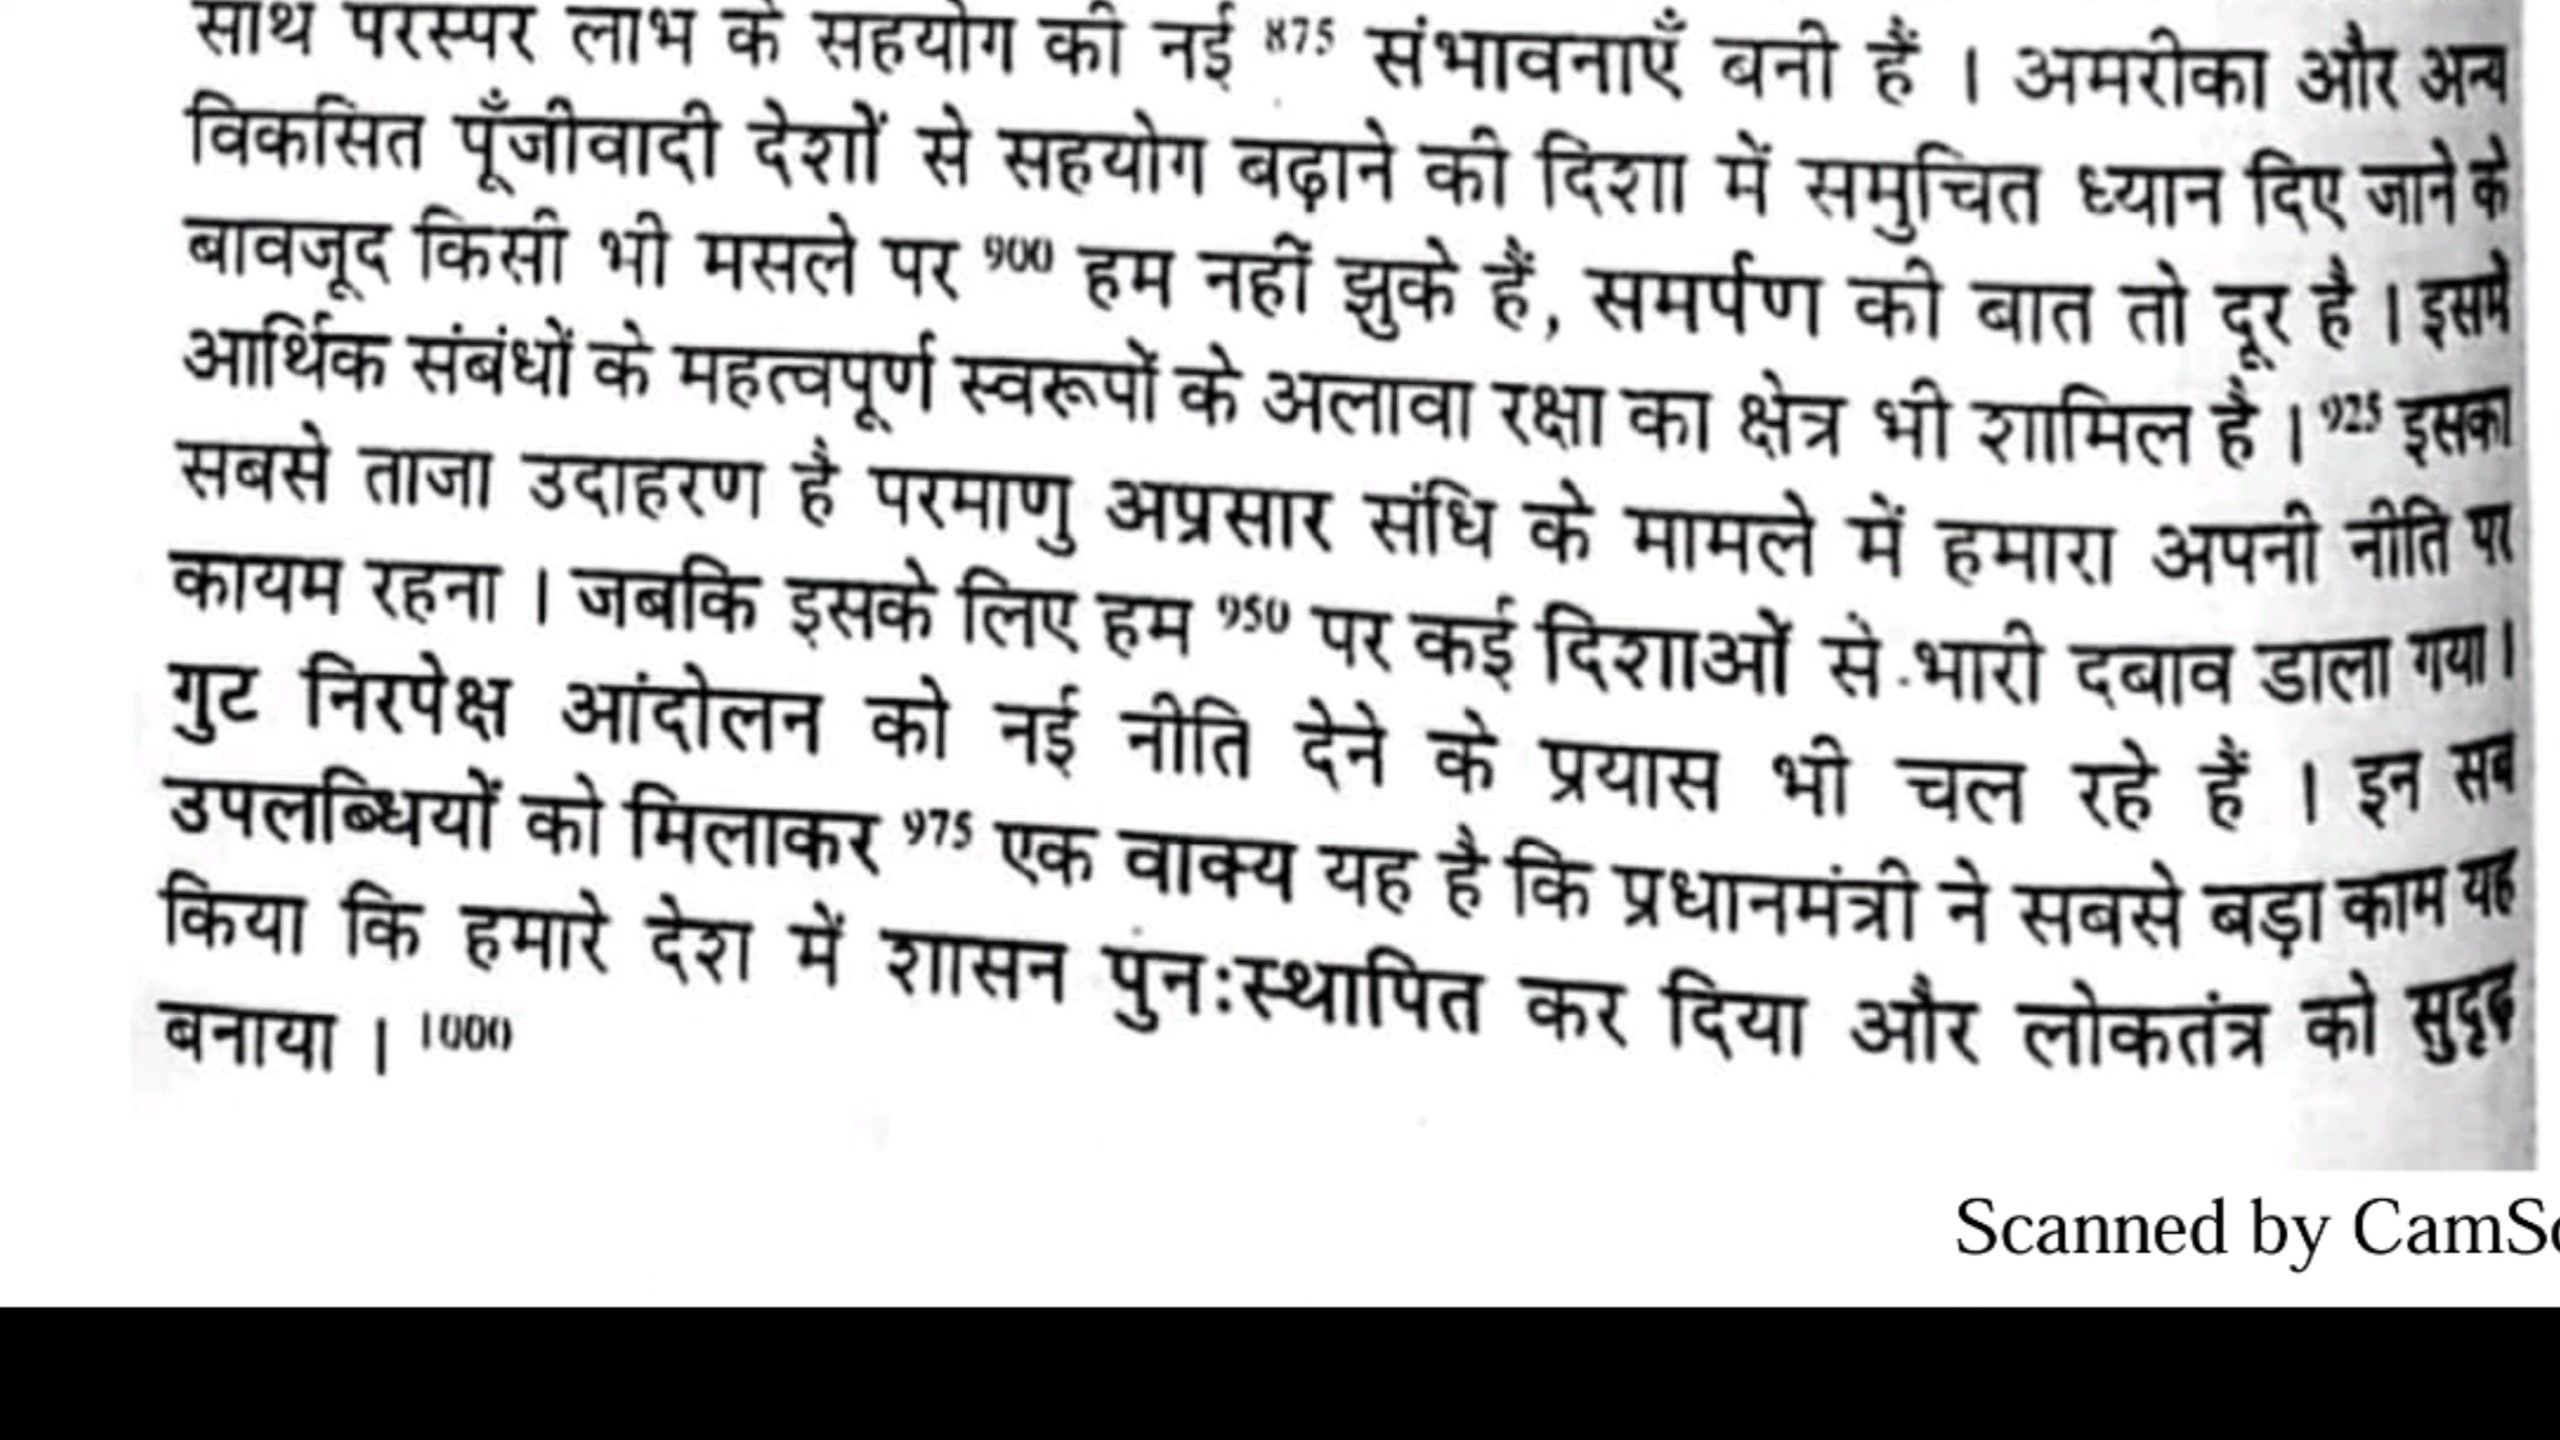 साथ परस्पर लाभ के सहयोग की नई 875 संभावनाएँ बनी हैं । अमरीका और अन्य
विकसित पूँजीवादी देशों से सहयोग बढ़ाने की दिशा में समुचित ध्यान दिए जाने के
बावजूद किसी भी मसले पर 900 हम नहीं झुके हैं, समर्पण की बात तो दूर है । इसमें
आर्थिक संबंधों के महत्वपूर्ण स्वरूपों के अलावा रक्षा का क्षेत्र भी शामिल है । 925 इसका
सबसे ताजा उदाहरण है परमाणु अप्रसार संधि के मामले में हमारा अपनी नीति पर
कायम रहना । जबकि इसके लिए हम 950 पर कई दिशाओं से भारी दबाव डाला गया ।
गुट निरपेक्ष आंदोलन को नई नीति देने के प्रयास भी चल रहे हैं । इन सब
उपलब्धियों को मिलाकर 975 एक वाक्य यह है कि प्रधानमंत्री ने सबसे बड़ा काम यह
किया कि हमारे देश में शासन पुनःस्थापित कर दिया और लोकतंत्र को सुदृढ़
बनाया । 1000
Scanned by CamSc